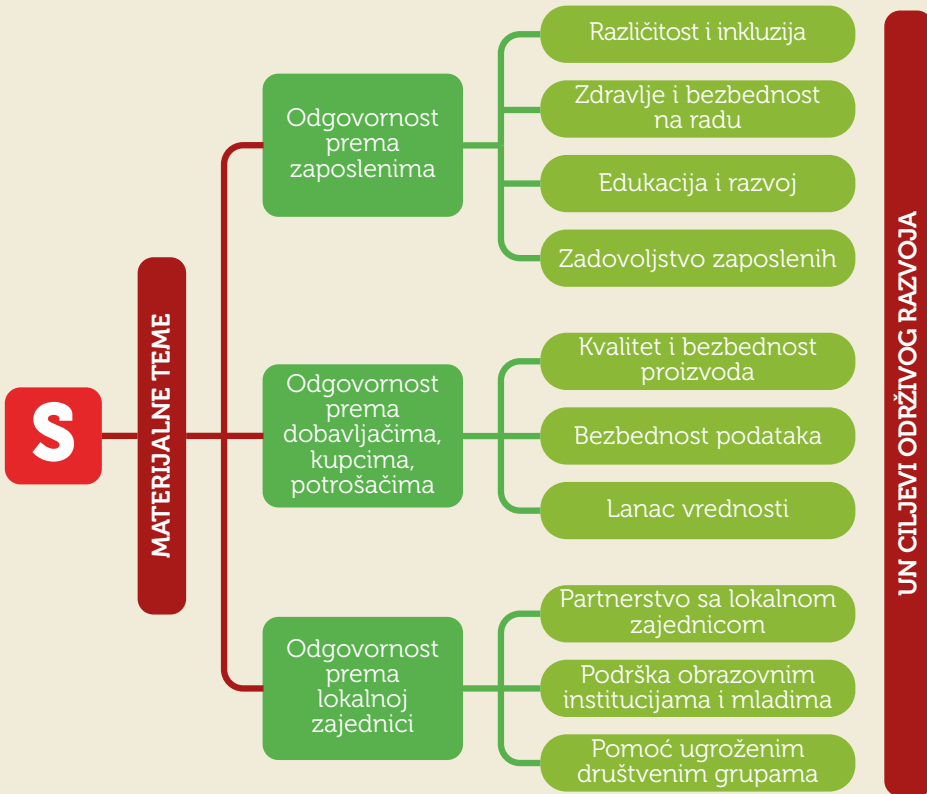 S
MATERIJALNE TEME
Odgovornost
prema
zaposlenima
Različitost i inkluzija
Zdravlje i bezbednost
na radu
Edukacija i razvoj
Zadovoljstvo zaposlenih
Odgovornost
prema
dobavljačima,
kupcima,
potrošačima
Kvalitet i bezbednost
proizvoda
Bezbednost podataka
Lanac vrednosti
Odgovornost
prema
lokalnoj
zajednici
Partnerstvo sa lokalnom
zajednicom
Podrška obrazovnim
institucijama i mladima
Pomoć ugroženim
društvenim grupama
UN CILJEVI ODRŽIVOG RAZVOJA